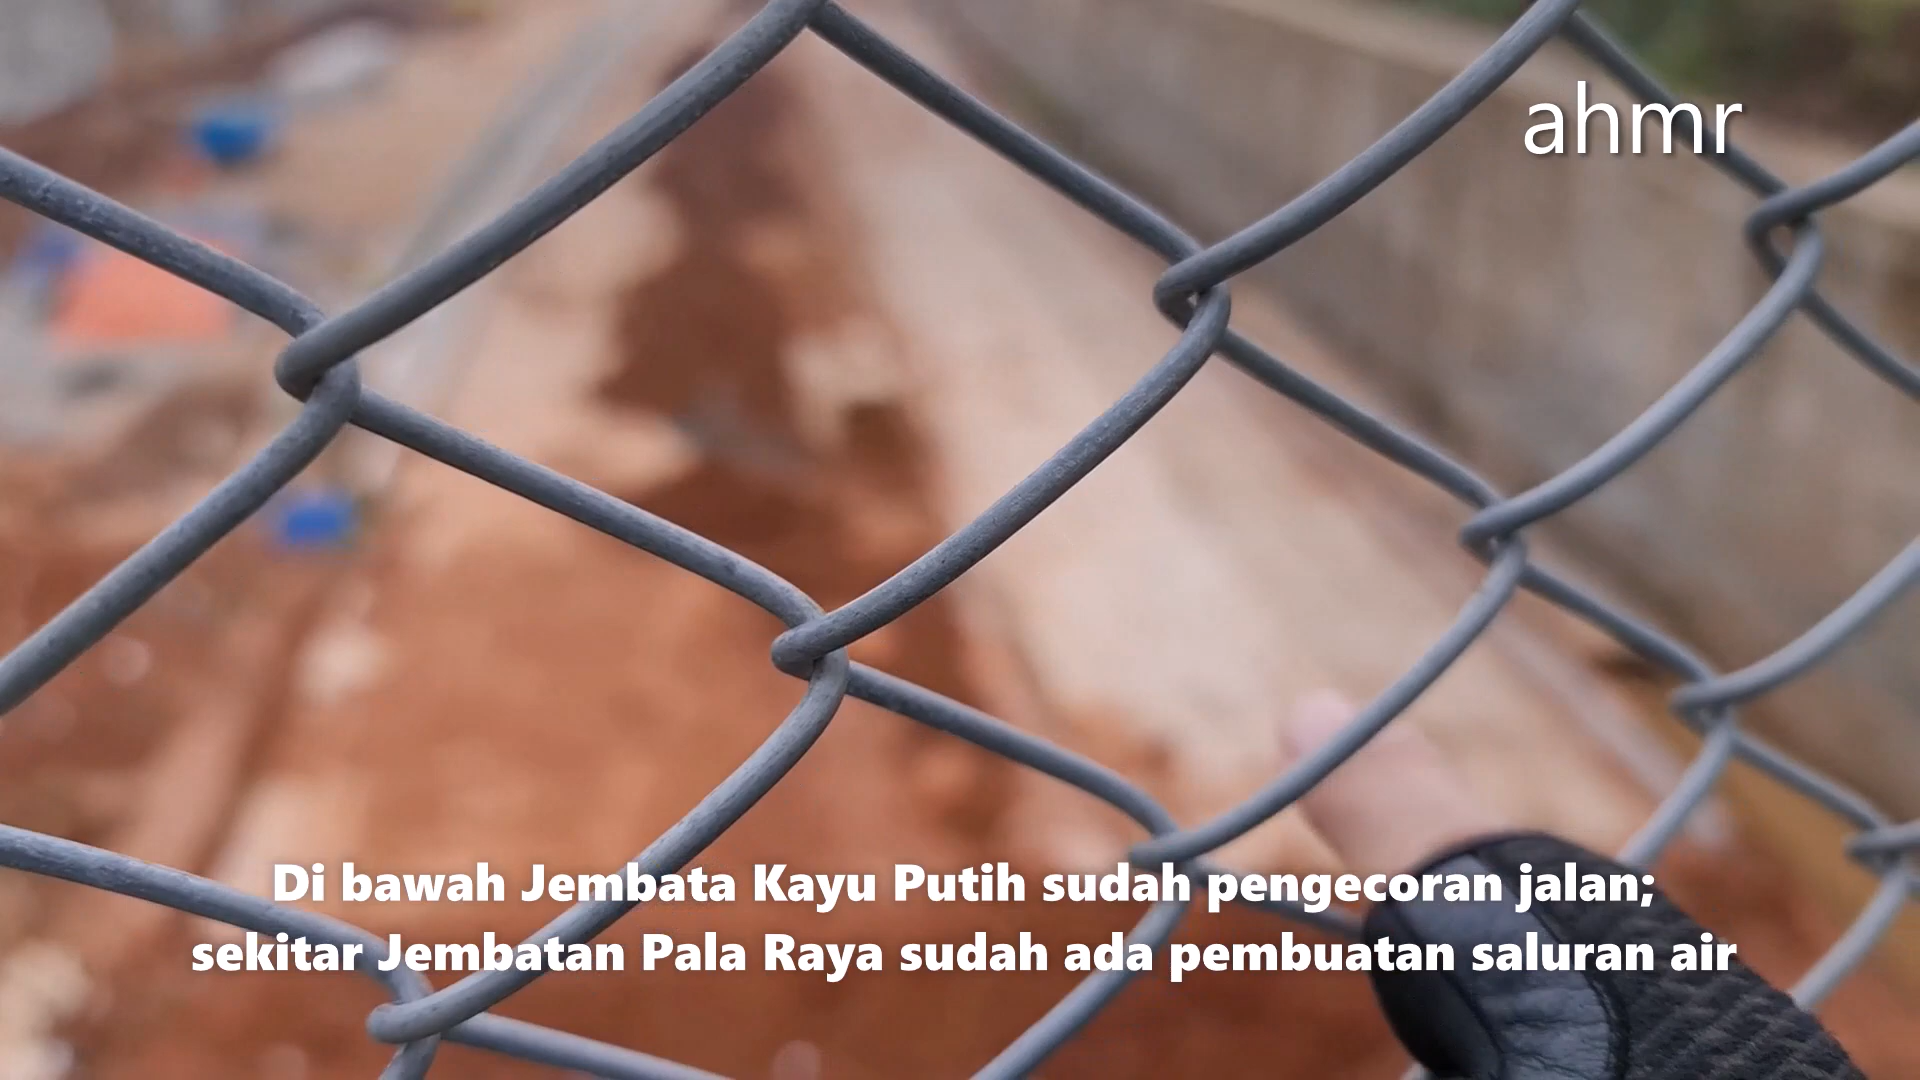 ahmr
Di bawah Jembata Kayu Putih sudah pengecoran jalan;
sekitar Jembatan Pala Raya sudah ada pembuatan saluran air